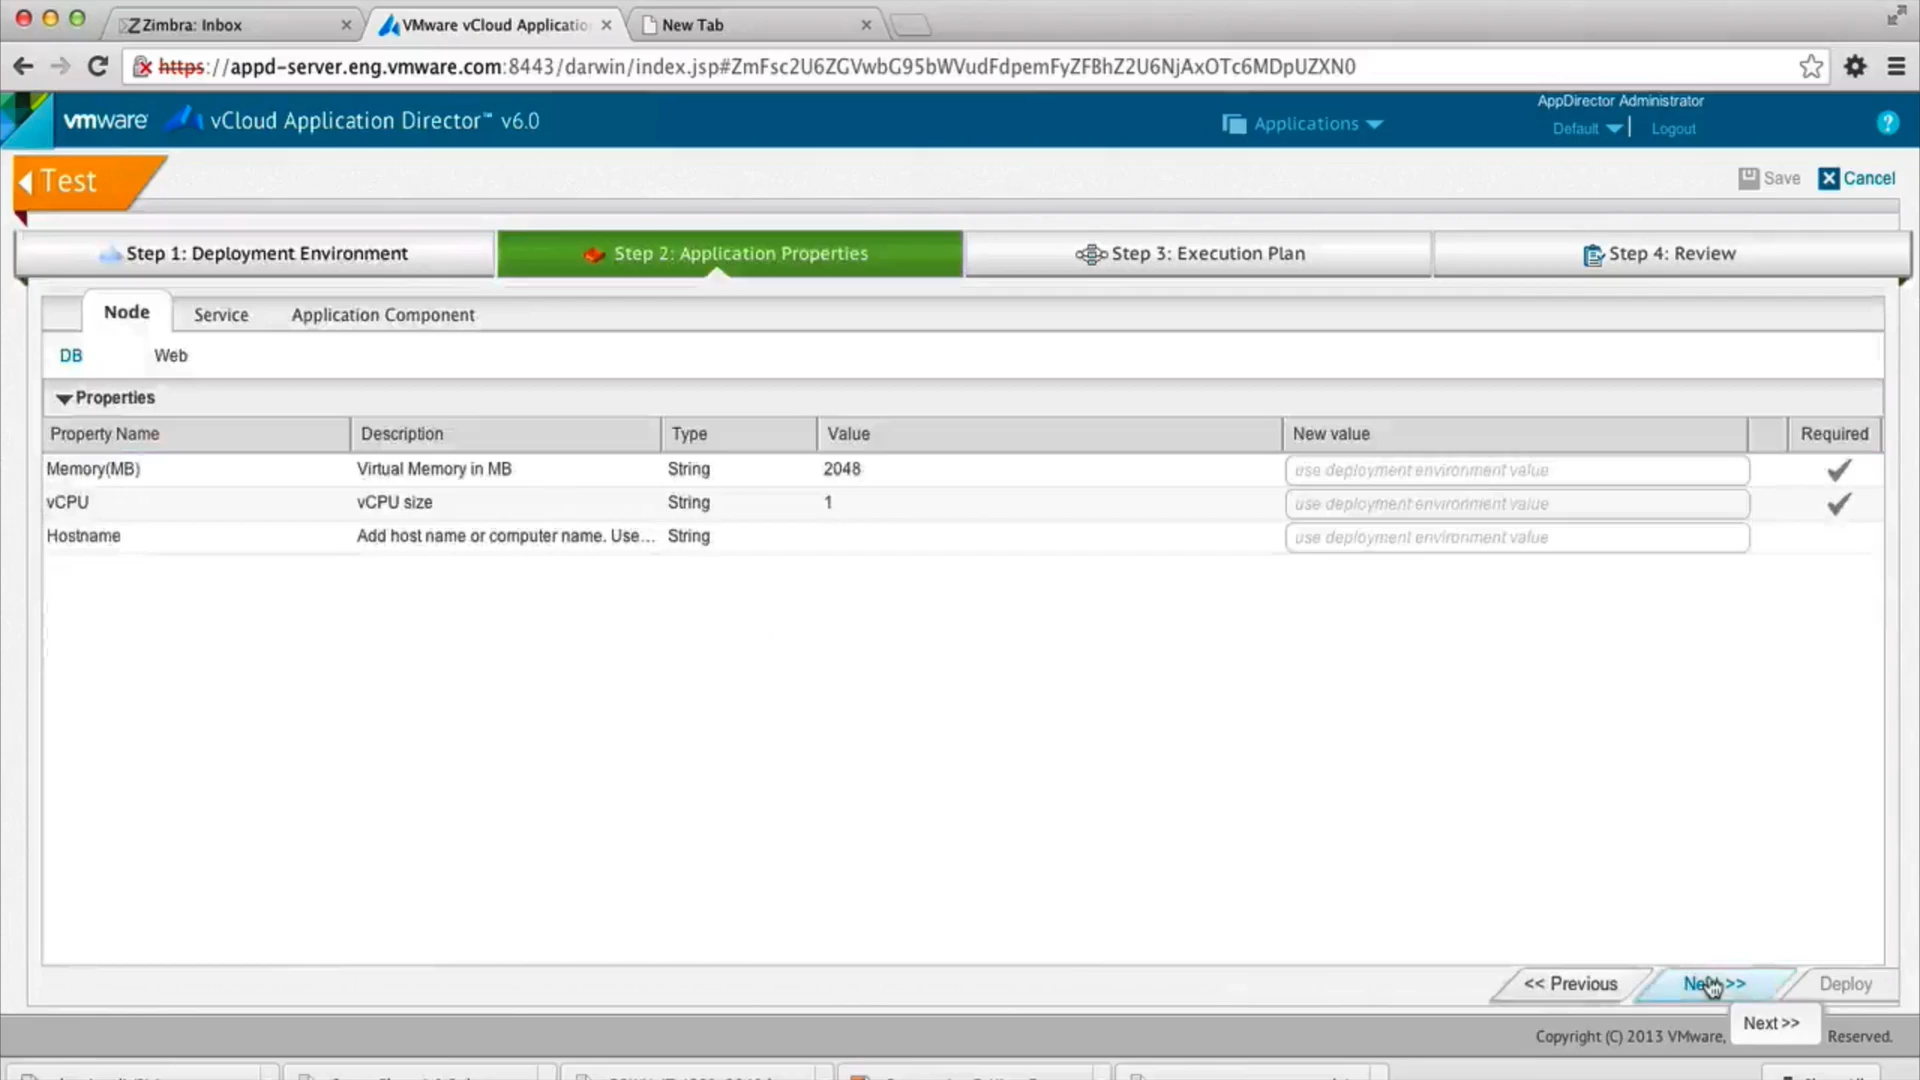 Zimbra: Inbox
VMware vCloud Applicatio
New Tab
https://appd-server.eng.vmware.com:8443/darwin/index.jsp#ZmFsc2U6ZGVwbG95bWVudFdpemFyZFBhZ2U6NjAxOTc6MDpUZXN0
vmware vCloud Application Director™ v6.0
Applications
AppDirector Administrator
Default
Logout
?
Test
Save
Cancel
Step 1: Deployment Environment
Step 2: Application Properties
Step 3: Execution Plan
Step 4: Review
Node
Service
Application Component
DB
Web
Properties
Property Name Description Type Value New value Required
Memory(MB) Virtual Memory in MB String 2048 use deployment environment value
vCPU vCPU size String 1 use deployment environment value
Hostname Add host name or computer name. Use... String use deployment environment value
<< Previous
Next >>
Deploy
Next >>
Copyright (C) 2013 VMware, Reserved.